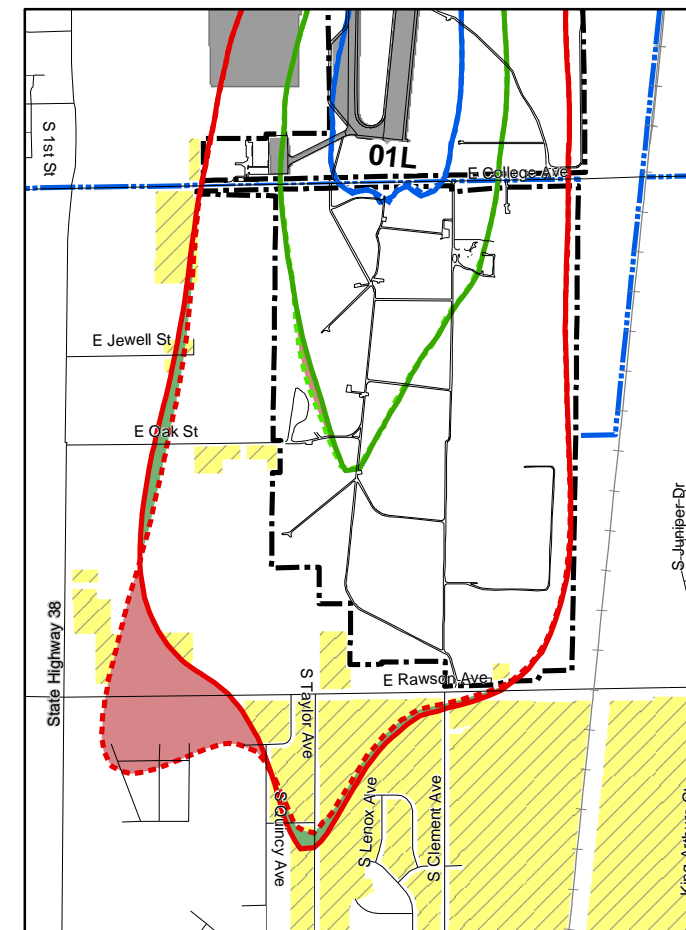 S 1st St
01L
E College Ave
E Jewell St
E Oak St
S Juniper Dr
State Highway 38
S Taylor Ave
E Rawson Ave
S Quincy Ave
S Lenox Ave
S Clement Ave